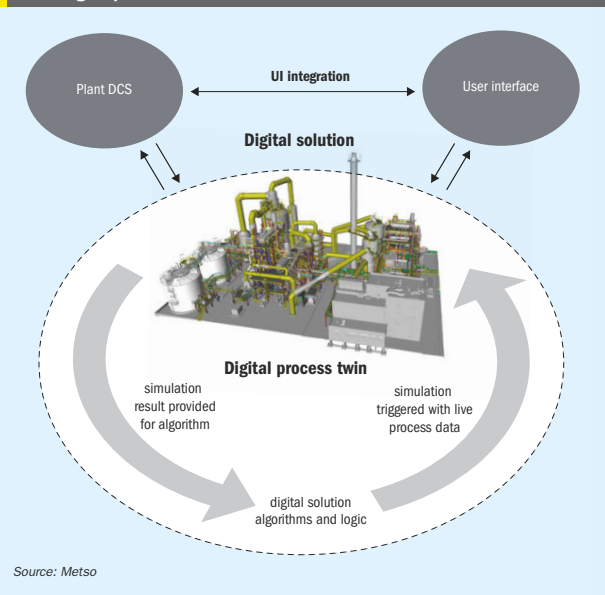 Plant DCS
UI integration
User interface
Digital solution
Digital process twin
simulation
result provided
for algorithm
simulation
triggered with live
process data
digital solution
algorithms and logic
Source: Metso